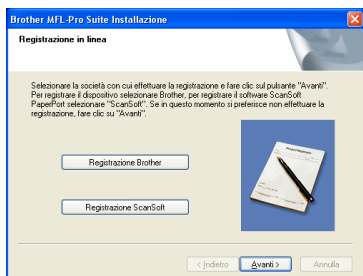 Brother MFL-Pro Suite Installazione
Registrazione in linea
Selezionare la società con cui effettuare la registrazione e fare clic sul pulsante "Avanti".
Per registrare il dispositivo selezionare Brother, per registrare il software ScanSoft
PaperPort selezionare "ScanSoft". Se in questo momento si preferisce non effettuare la
registrazione, fare clic su "Avanti".
Registrazione Brother
Registrazione ScanSoft
< Indietro
Avanti >
Annulla